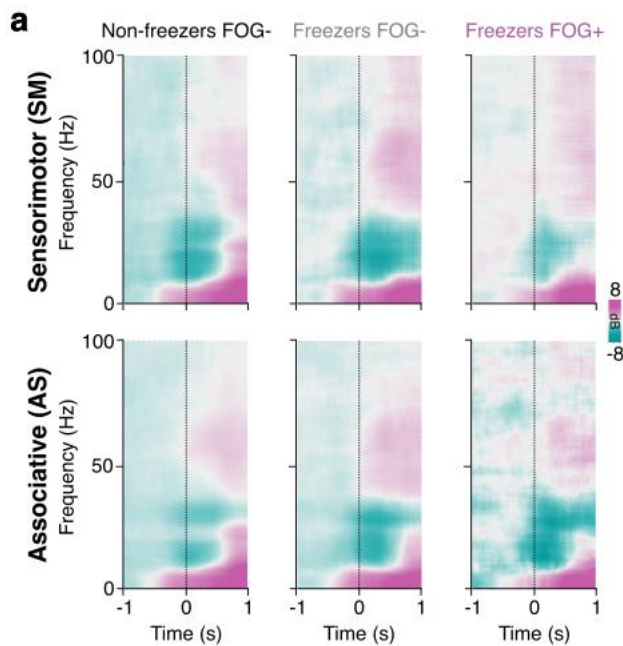 a
Non-freezers FOG-
Freezers FOG-
Freezers FOG+
Sensorimotor (SM)
Frequency (Hz)
100
50
0
8
dB
-8
Associative (AS)
Frequency (Hz)
100
50
0
-1 0 1
-1 0 1
-1 0 1
Time (s)
Time (s)
Time (s)